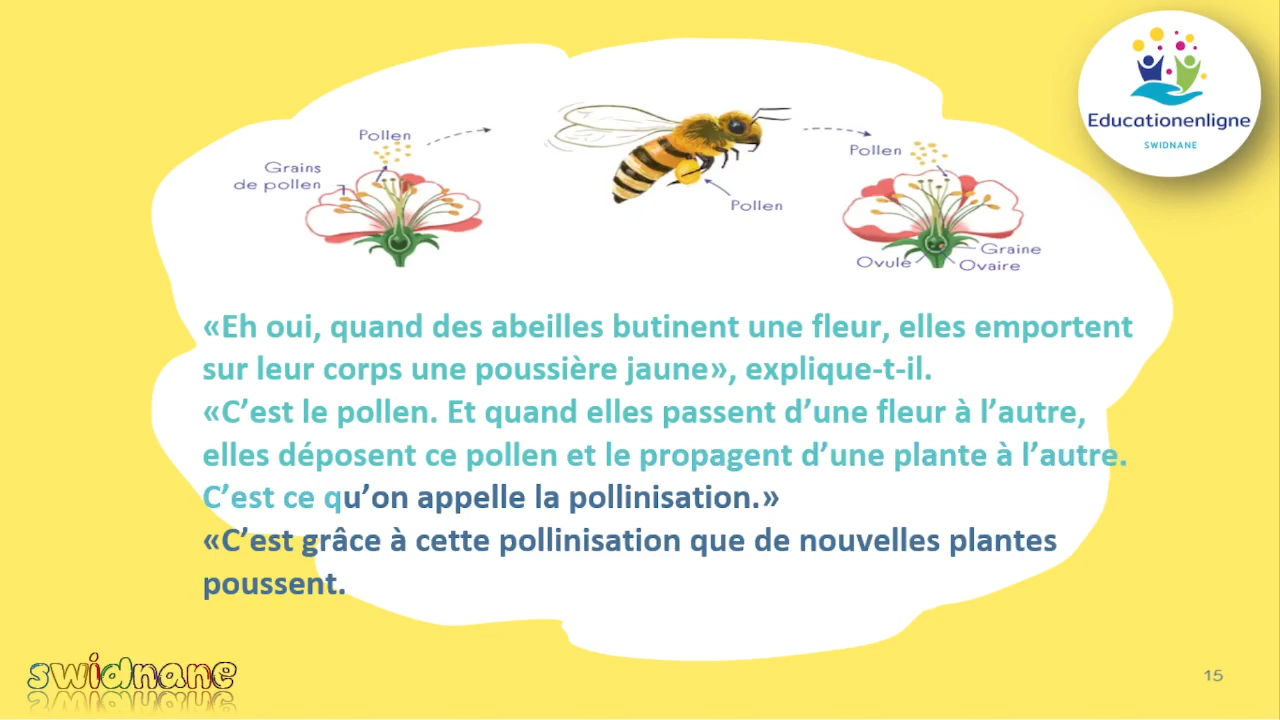 Educationenligne
SWIDNANE
Pollen
Grains
de pollen
Pollen
Pollen
Graine
Ovule
Ovaire
«Eh oui, quand des abeilles butinent une fleur, elles emportent
sur leur corps une poussière jaune», explique-t-il.
«C’est le pollen. Et quand elles passent d’une fleur à l’autre,
elles déposent ce pollen et le propagent d’une plante à l’autre.
C’est ce qu’on appelle la pollinisation.»
«C’est grâce à cette pollinisation que de nouvelles plantes
poussent.
swidnane
15